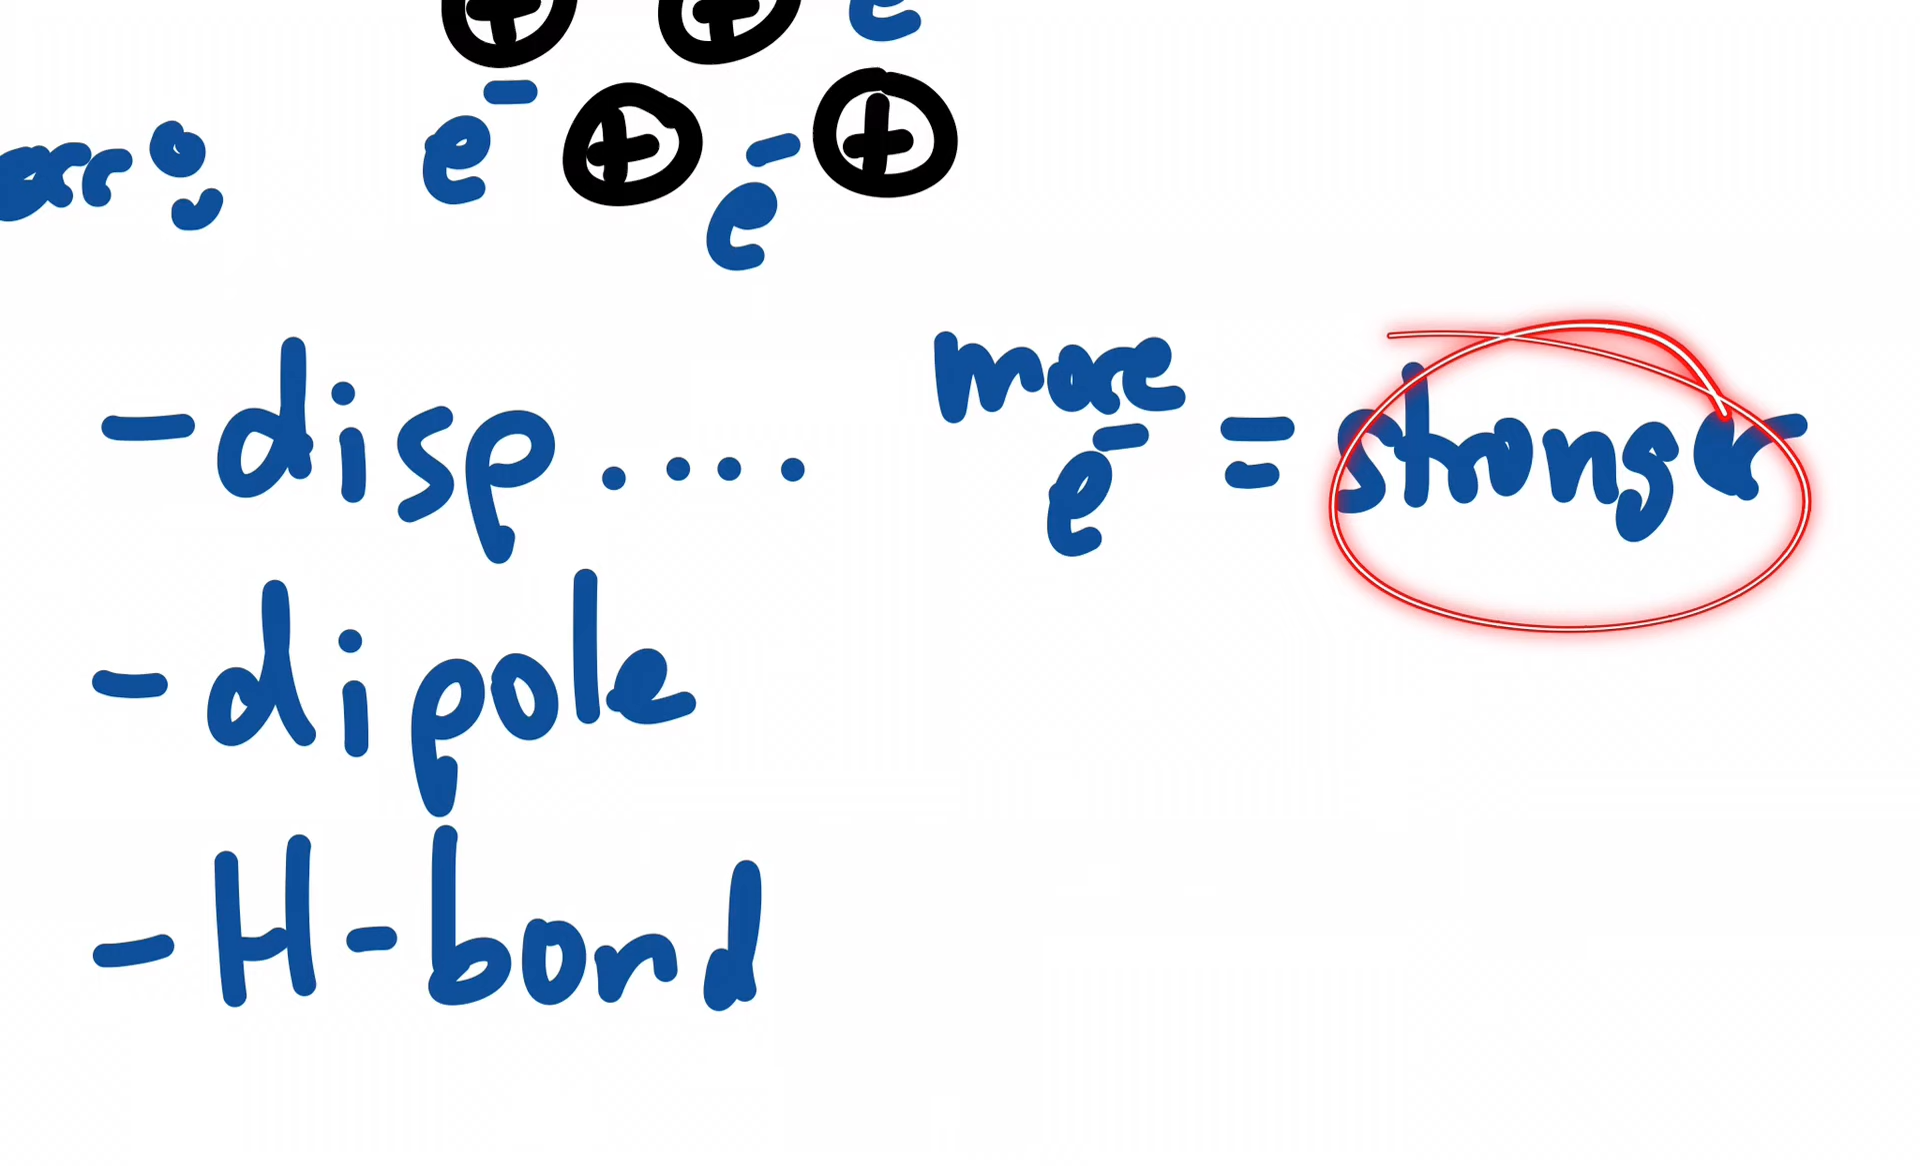 + + e
e⁻ + e⁻ +
-disp.... more e⁻ = stronger
-dipole
-H-bond